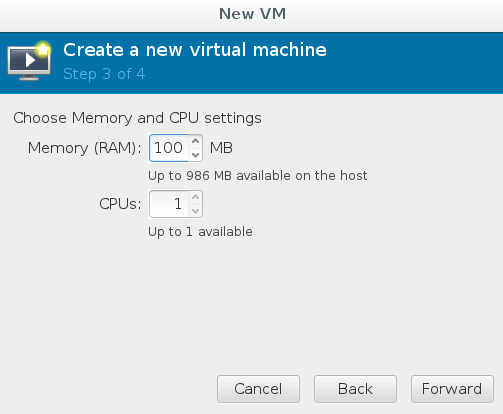 New VM
Create a new virtual machine
Step 3 of 4
Choose Memory and CPU settings
Memory (RAM): 100 MB
Up to 986 MB available on the host
CPUs: 1
Up to 1 available
Cancel Back Forward